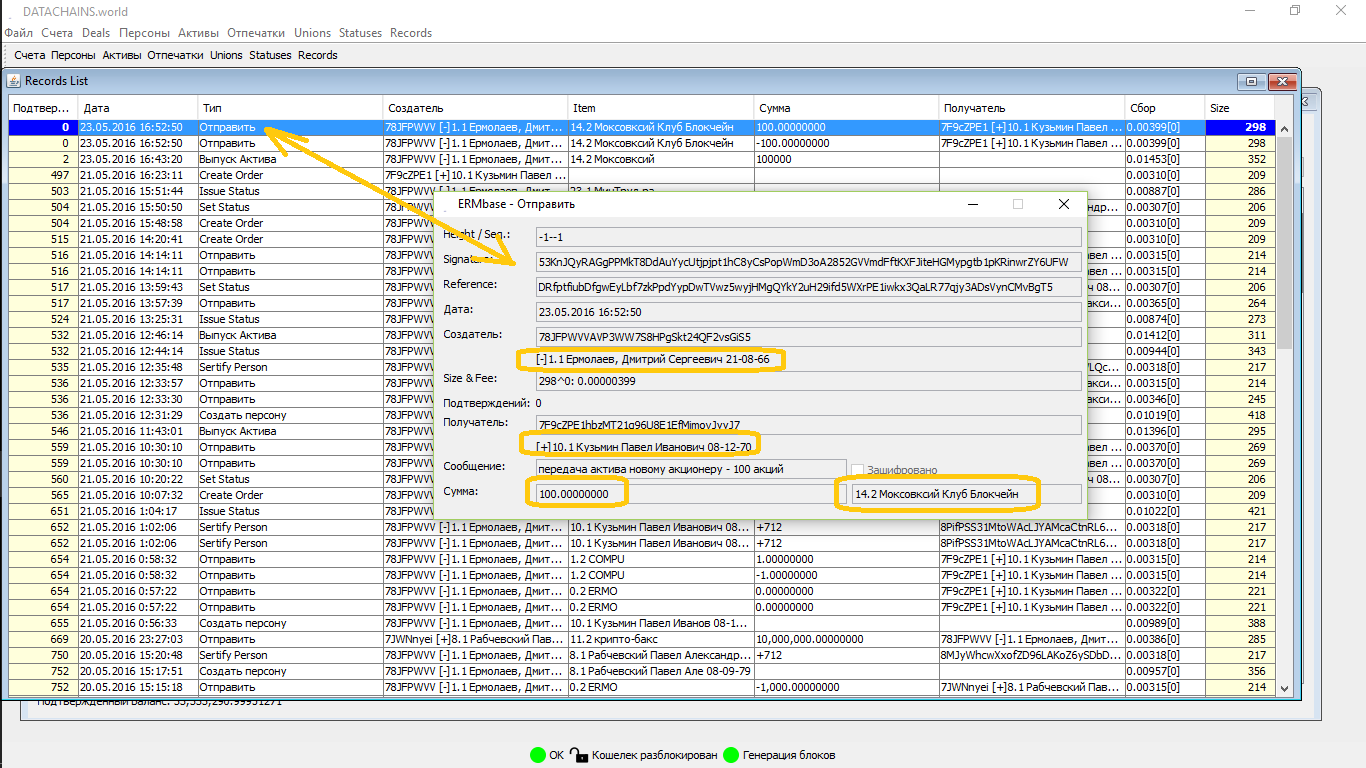 DATACHAINS.world
Файл Счета Deals Персоны Активы Отпечатки Unions Statuses Records
Счета Персоны Активы Отпечатки Unions Statuses Records
Records List
Подтвер... Дата Тип Создатель Item Сумма Получатель Сбор Size
0 23.05.2016 16:52:50 Отправить 78JFPWVV [-]1.1 Ермолаев, Дмит... 14.2 Моксовксий Клуб Блокчейн 100.00000000 7F9cZPE1 [+]10.1 Кузьмин Павел ... 0.00399[0] 298
0 23.05.2016 16:52:50 Отправить 78JFPWVV [-]1.1 Ермолаев, Дмит... 14.2 Моксовксий Клуб Блокчейн -100.00000000 7F9cZPE1 [+]10.1 Кузьмин Павел ... 0.00399[0] 298
2 23.05.2016 16:43:20 Выпуск Актива 78JFPWVV [-]1.1 Ермолаев, Дмит... 14.2 Моксовксий 100000 0.01453[0] 352
497 21.05.2016 16:23:11 Create Order 7F9cZPE1 [+]10.1 Кузьмин Павел ... 0.00310[0] 209
503 21.05.2016 15:51:44 Issue Status 78JFPWVV [-]1.1 Ермолаев, Дмит... 0.00887[0] 286
504 21.05.2016 15:50:50 Set Status 0.00307[0] 206
504 21.05.2016 15:48:58 Create Order 0.00310[0] 209
515 21.05.2016 14:20:41 Create Order 0.00310[0] 209
516 21.05.2016 14:14:11 Отправить 0.00315[0] 214
516 21.05.2016 14:14:11 Отправить 0.00315[0] 214
517 21.05.2016 13:59:43 Set Status 0.00307[0] 206
517 21.05.2016 13:57:39 Отправить 0.00365[0] 264
524 21.05.2016 13:25:31 Issue Status 0.00874[0] 273
532 21.05.2016 12:46:14 Выпуск Актива 0.01412[0] 311
532 21.05.2016 12:44:14 Issue Status 0.00944[0] 343
535 21.05.2016 12:35:48 Sertify Person 0.00318[0] 217
536 21.05.2016 12:33:57 Отправить 0.00315[0] 214
536 21.05.2016 12:33:30 Отправить 0.00346[0] 245
536 21.05.2016 12:31:29 Создать персону 0.01019[0] 418
546 21.05.2016 11:43:01 Выпуск Актива 0.01396[0] 295
559 21.05.2016 10:30:10 Отправить 0.00370[0] 269
559 21.05.2016 10:30:10 Отправить 0.00370[0] 269
560 21.05.2016 10:20:22 Set Status 0.00307[0] 206
565 21.05.2016 10:07:32 Create Order 0.00310[0] 209
651 21.05.2016 1:04:17 Issue Status 0.01022[0] 421
652 21.05.2016 1:02:06 Sertify Person 78JFPWVV [-]1.1 Ермолаев, Дмит... 10.1 Кузьмин Павел Иванович 08... +712 8PifPSS31MtoWAcLJYAMcaCtnRL6... 0.00318[0] 217
652 21.05.2016 1:02:06 Sertify Person 78JFPWVV [-]1.1 Ермолаев, Дмит... 10.1 Кузьмин Павел Иванович 08... +712 8PifPSS31MtoWAcLJYAMcaCtnRL6... 0.00318[0] 217
654 21.05.2016 0:58:32 Отправить 78JFPWVV [-]1.1 Ермолаев, Дмит... 1.2 COMPU 1.00000000 7F9cZPE1 [+]10.1 Кузьмин Павел ... 0.00315[0] 214
654 21.05.2016 0:58:32 Отправить 78JFPWVV [-]1.1 Ермолаев, Дмит... 1.2 COMPU -1.00000000 7F9cZPE1 [+]10.1 Кузьмин Павел ... 0.00315[0] 214
654 21.05.2016 0:57:22 Отправить 78JFPWVV [-]1.1 Ермолаев, Дмит... 0.2 ERMO 0.00000000 7F9cZPE1 [+]10.1 Кузьмин Павел ... 0.00322[0] 221
654 21.05.2016 0:57:22 Отправить 78JFPWVV [-]1.1 Ермолаев, Дмит... 0.2 ERMO 0.00000000 7F9cZPE1 [+]10.1 Кузьмин Павел ... 0.00322[0] 221
655 21.05.2016 0:56:33 Создать персону 78JFPWVV [-]1.1 Ермолаев, Дмит... 10.1 Кузьмин Павел Иванов 08-1... 0.00989[0] 388
669 20.05.2016 23:27:03 Отправить 7JWNnyei [+]8.1 Рабчевский Пав... 11.2 крипто-бакс 10,000,000.00000000 78JFPWVV [-]1.1 Ермолаев, Дмит... 0.00386[0] 285
750 20.05.2016 15:20:48 Sertify Person 78JFPWVV [-]1.1 Ермолаев, Дмит... 8.1 Рабчевский Павел Александр... +712 8MJyWhcwXxofZD96LAKoZ6ySDbD... 0.00318[0] 217
752 20.05.2016 15:17:51 Создать персону 78JFPWVV [-]1.1 Ермолаев, Дмит... 8.1 Рабчевский Павел Але 08-09-79 0.00957[0] 356
752 20.05.2016 15:15:18 Отправить 78JFPWVV [-]1.1 Ермолаев, Дмит... 0.2 ERMO -1,000.00000000 7JWNnyei [+]8.1 Рабчевский Пав... 0.00315[0] 214
ERMbase - Отправить
Height / Seq.: -1--1
Signature: 53KnJQyRAGgPPMkT8DdAuYycUtjpjpt1hC8yCsPopWmD3oA2852GVVmdFftKXFJiteHGMypgtb1pKRinwrZY6UFW
Reference: DRfptfiubDfgwEyLbf7zkPpdYypDwTVwz5wyjHMgQYkY2uH29ifd5WXrPE1iwkx3QaLR77qjy3ADsVynCMvBgT5
Дата: 23.05.2016 16:52:50
Создатель: 78JFPWVVAVP3WW7S8HPgSkt24QF2vsGiS5
[-]1.1 Ермолаев, Дмитрий Сергеевич 21-08-66
Size & Fee: 298^0: 0.00000399
Подтверждений: 0
Получатель: 7F9cZPE1hbzMT21g96U8E1EfMimovJyvJ7
[+]10.1 Кузьмин Павел Иванович 08-12-70
Сообщение: передача актива новому акционеру - 100 акций Зашифровано
Сумма: 100.00000000 14.2 Моксовксий Клуб Блокчейн
OK Кошелек разблокирован Генерация блоков